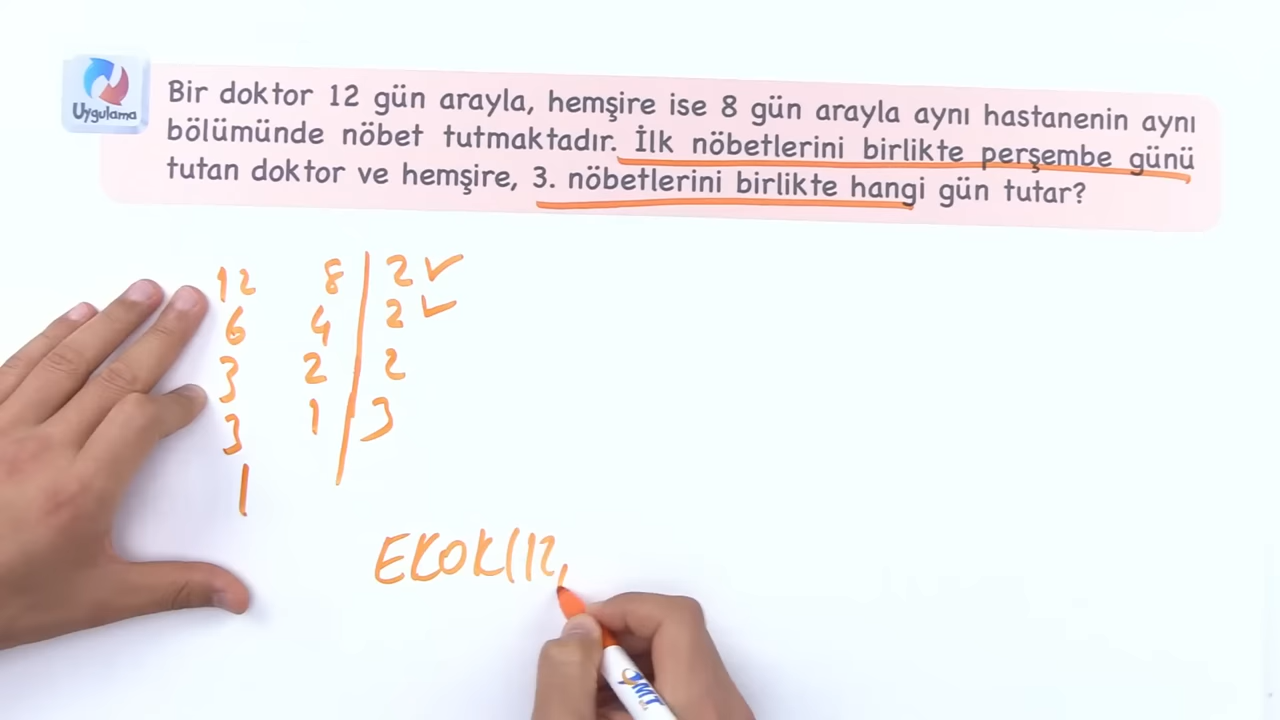 Uygulama
Bir doktor 12 gün arayla, hemşire ise 8 gün arayla aynı hastanenin aynı
bölümünde nöbet tutmaktadır. İlk nöbetlerini birlikte perşembe günü
tutan doktor ve hemşire, 3. nöbetlerini birlikte hangi gün tutar?
12 8 | 2 ✓
6 4 | 2 ✓
3 2 | 2
3 1 | 3
1
EKOK(12,
MT